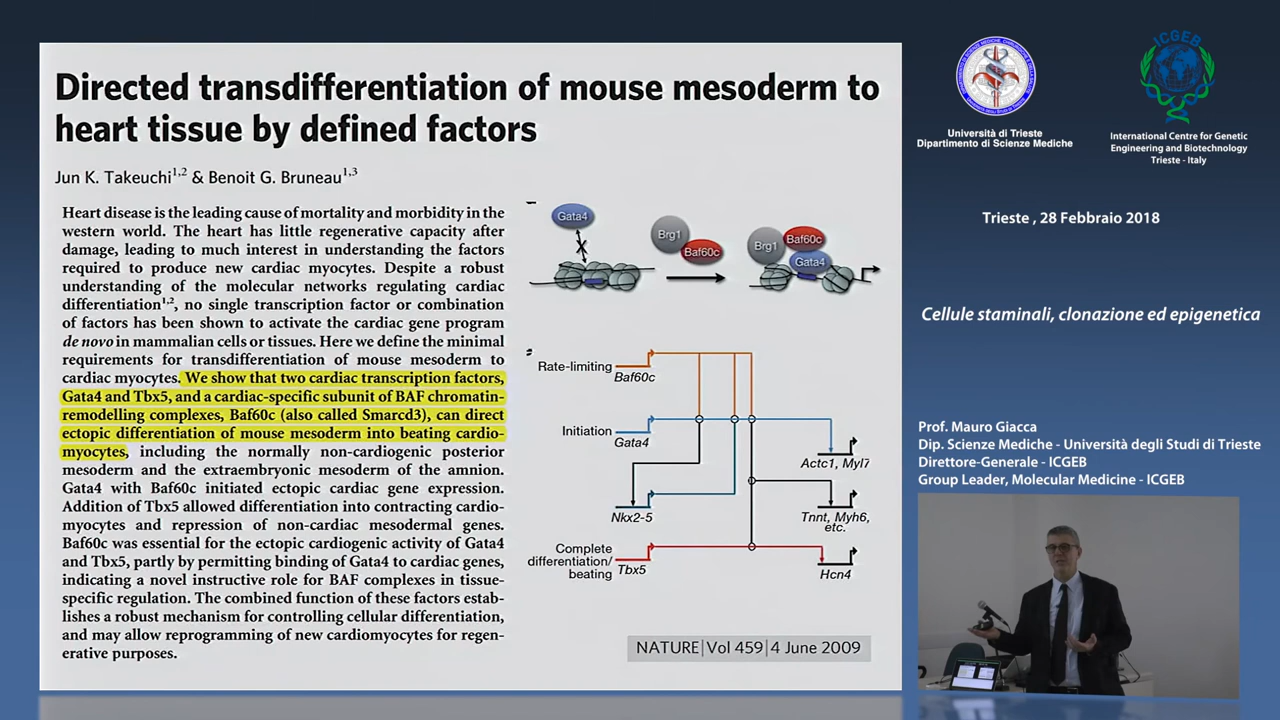 Directed transdifferentiation of mouse mesoderm to
heart tissue by defined factors
Jun K. Takeuchi1,2 & Benoit G. Bruneau1,3
Heart disease is the leading cause of mortality and morbidity in the
western world. The heart has little regenerative capacity after
damage, leading to much interest in understanding the factors
required to produce new cardiac myocytes. Despite a robust
understanding of the molecular networks regulating cardiac
differentiation1,2, no single transcription factor or combination
of factors has been shown to activate the cardiac gene program
de novo in mammalian cells or tissues. Here we define the minimal
requirements for transdifferentiation of mouse mesoderm to
cardiac myocytes. We show that two cardiac transcription factors,
Gata4 and Tbx5, and a cardiac-specific subunit of BAF chromatin-
remodelling complexes, Baf60c (also called Smarcd3), can direct
ectopic differentiation of mouse mesoderm into beating cardio-
myocytes, including the normally non-cardiogenic posterior
mesoderm and the extraembryonic mesoderm of the amnion.
Gata4 with Baf60c initiated ectopic cardiac gene expression.
Addition of Tbx5 allowed differentiation into contracting cardio-
myocytes and repression of non-cardiac mesodermal genes.
Baf60c was essential for the ectopic cardiogenic activity of Gata4
and Tbx5, partly by permitting binding of Gata4 to cardiac genes,
indicating a novel instructive role for BAF complexes in tissue-
specific regulation. The combined function of these factors estab-
lishes a robust mechanism for controlling cellular differentiation,
and may allow reprogramming of new cardiomyocytes for regen-
erative purposes.
Gata4
Brg1
Baf60c
Brg1
Baf60c
Gata4
Rate-limiting
Baf60c
Initiation
Gata4
Actc1, Myl7
Nkx2-5
Tnnt, Myh6,
etc.
Complete
differentiation/
beating
Tbx5
Hcn4
NATURE|Vol 459|4 June 2009
Università di Trieste
Dipartimento di Scienze Mediche
ICGEB
International Centre for Genetic
Engineering and Biotechnology
Trieste - Italy
Trieste , 28 Febbraio 2018
Cellule staminali, clonazione ed epigenetica
Prof. Mauro Giacca
Dip. Scienze Mediche - Università degli Studi di Trieste
Direttore-Generale - ICGEB
Group Leader, Molecular Medicine - ICGEB